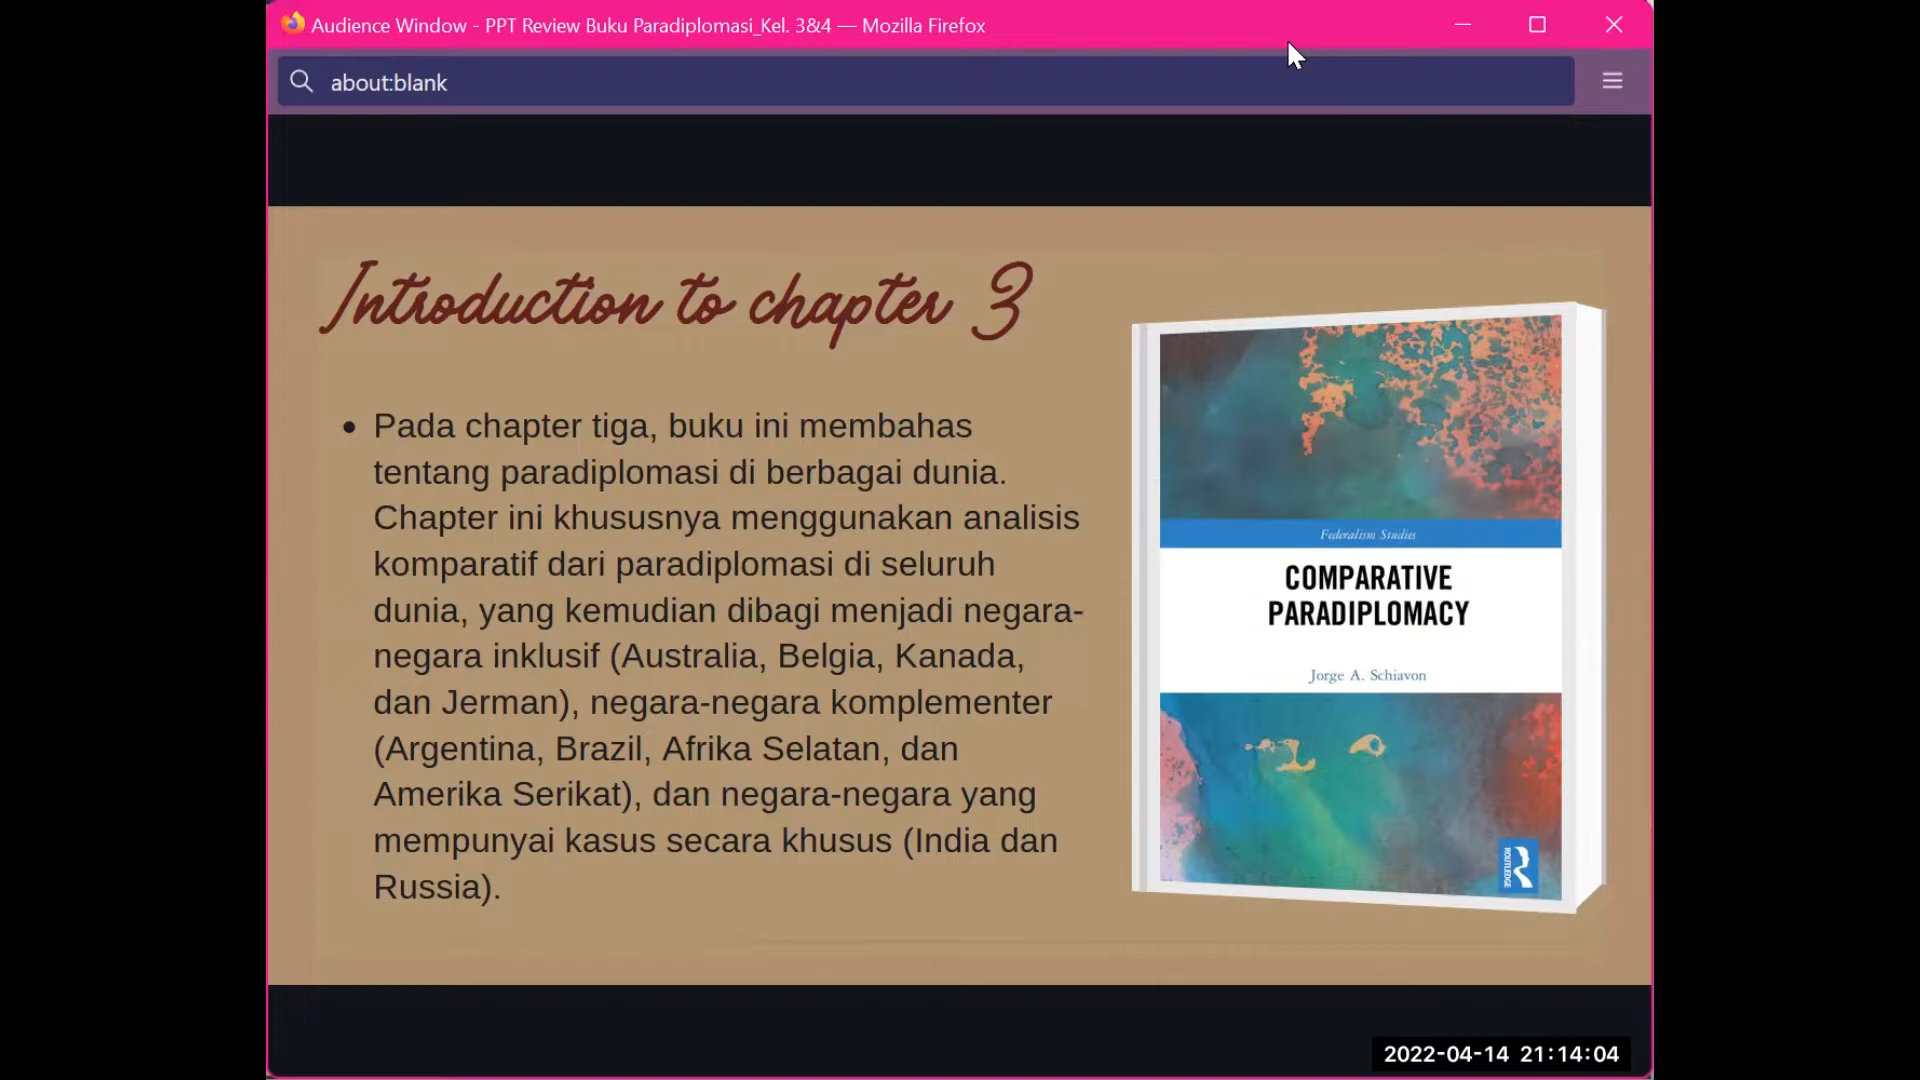 Audience Window - PPT Review Buku Paradiplomasi_Kel. 3&4 — Mozilla Firefox
about:blank
Introduction to chapter 3
• Pada chapter tiga, buku ini membahas
tentang paradiplomasi di berbagai dunia.
Chapter ini khususnya menggunakan analisis
komparatif dari paradiplomasi di seluruh
dunia, yang kemudian dibagi menjadi negara-
negara inklusif (Australia, Belgia, Kanada,
dan Jerman), negara-negara komplementer
(Argentina, Brazil, Afrika Selatan, dan
Amerika Serikat), dan negara-negara yang
mempunyai kasus secara khusus (India dan
Russia).
Federalism Studies
COMPARATIVE
PARADIPLOMACY
Jorge A. Schiavon
ROUTLEDGE
2022-04-14 21:14:04